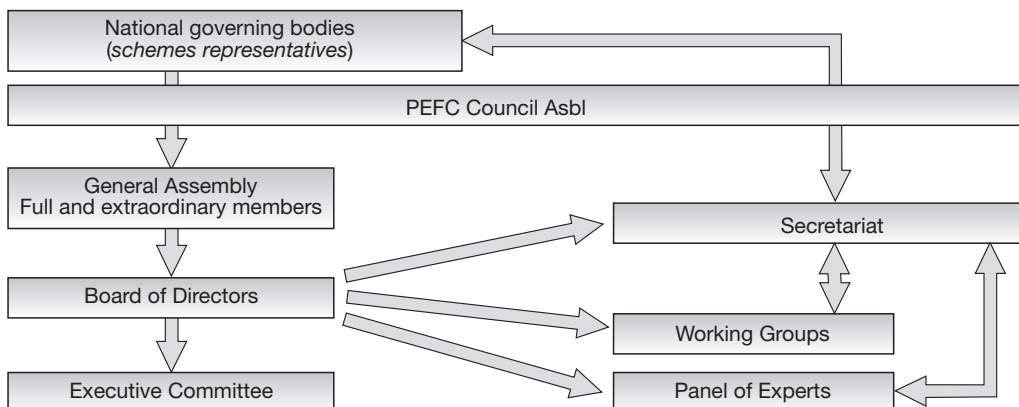 National governing bodies
(schemes representatives)
PEFC Council Asbl
General Assembly
Full and extraordinary members
Secretariat
Board of Directors
Working Groups
Executive Committee
Panel of Experts